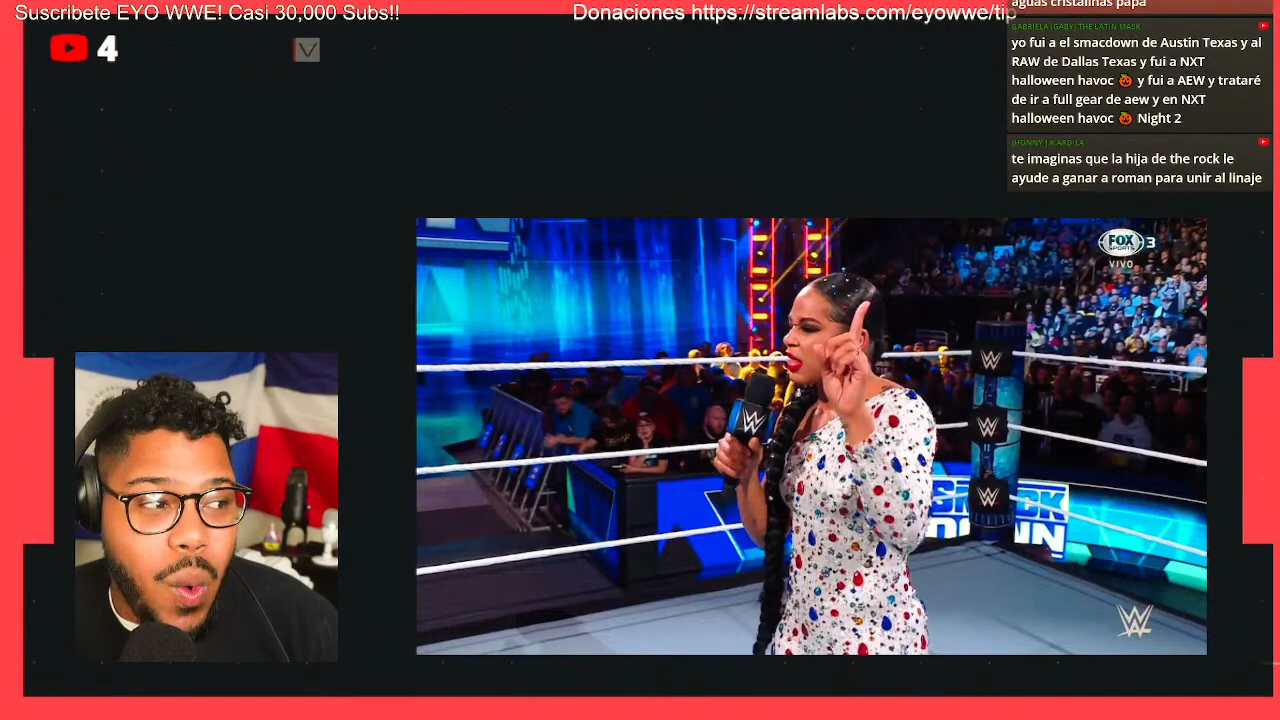 Suscribete EYO WWE! Casi 30,000 Subs!!
Donaciones https://streamlabs.com/eyowwe/tip
4
aguas cristalinas papa
GABRIELA (GABY) THE LATIN MASK
yo fui a el smacdown de Austin Texas y al
RAW de Dallas Texas y fui a NXT
halloween havoc 🎃 y fui a AEW y trataré
de ir a full gear de aew y en NXT
halloween havoc 🎃 Night 2
JHONNY J R ARDILA
te imaginas que la hija de the rock le
ayude a ganar a roman para unir al linaje
FOX
SPORTS
3
VIVO
W
W
W
W